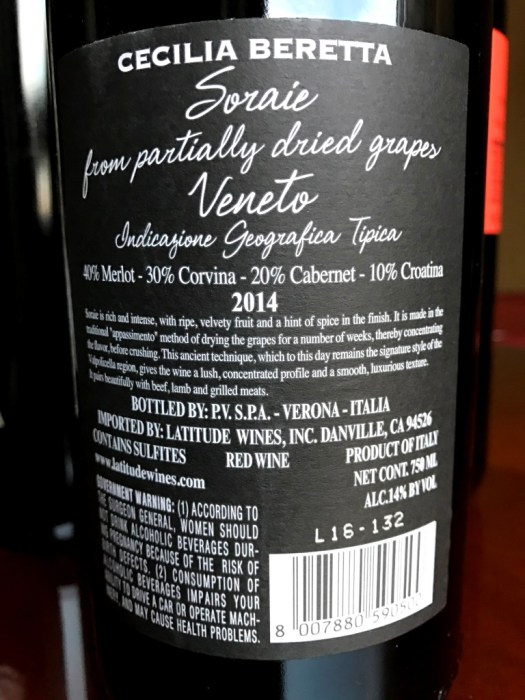 CECILIA BERETTA
Soraie
from partially dried grapes
Veneto
Indicazione Geografica Tipica
40% Merlot - 30% Corvina - 20% Cabernet - 10% Croatina
2014
Soraie is rich and intense, with ripe, velvety fruit and a hint of spice in the finish. It is made in the
traditional "appassimento" method of drying the grapes for a number of weeks, thereby concentrating
the flavor, before crushing. This ancient technique, which to this day remains the signature style of the
Valpolicella region, gives the wine a lush, concentrated profile and a smooth, luxurious texture.
It pairs beautifully with beef, lamb and grilled meats.
BOTTLED BY: P.V. S.P.A. - VERONA - ITALIA
IMPORTED BY: LATITUDE WINES, INC. DANVILLE, CA 94526
CONTAINS SULFITES RED WINE PRODUCT OF ITALY
www.latitudewines.com NET CONT. 750 ML
ALC.14% BY VOL
GOVERNMENT WARNING: (1) ACCORDING TO
THE SURGEON GENERAL, WOMEN SHOULD
NOT DRINK ALCOHOLIC BEVERAGES DUR-
ING PREGNANCY BECAUSE OF THE RISK OF
BIRTH DEFECTS. (2) CONSUMPTION OF
ALCOHOLIC BEVERAGES IMPAIRS YOUR
ABILITY TO DRIVE A CAR OR OPERATE MACH-
INERY, AND MAY CAUSE HEALTH PROBLEMS.
L16-132
8 007880